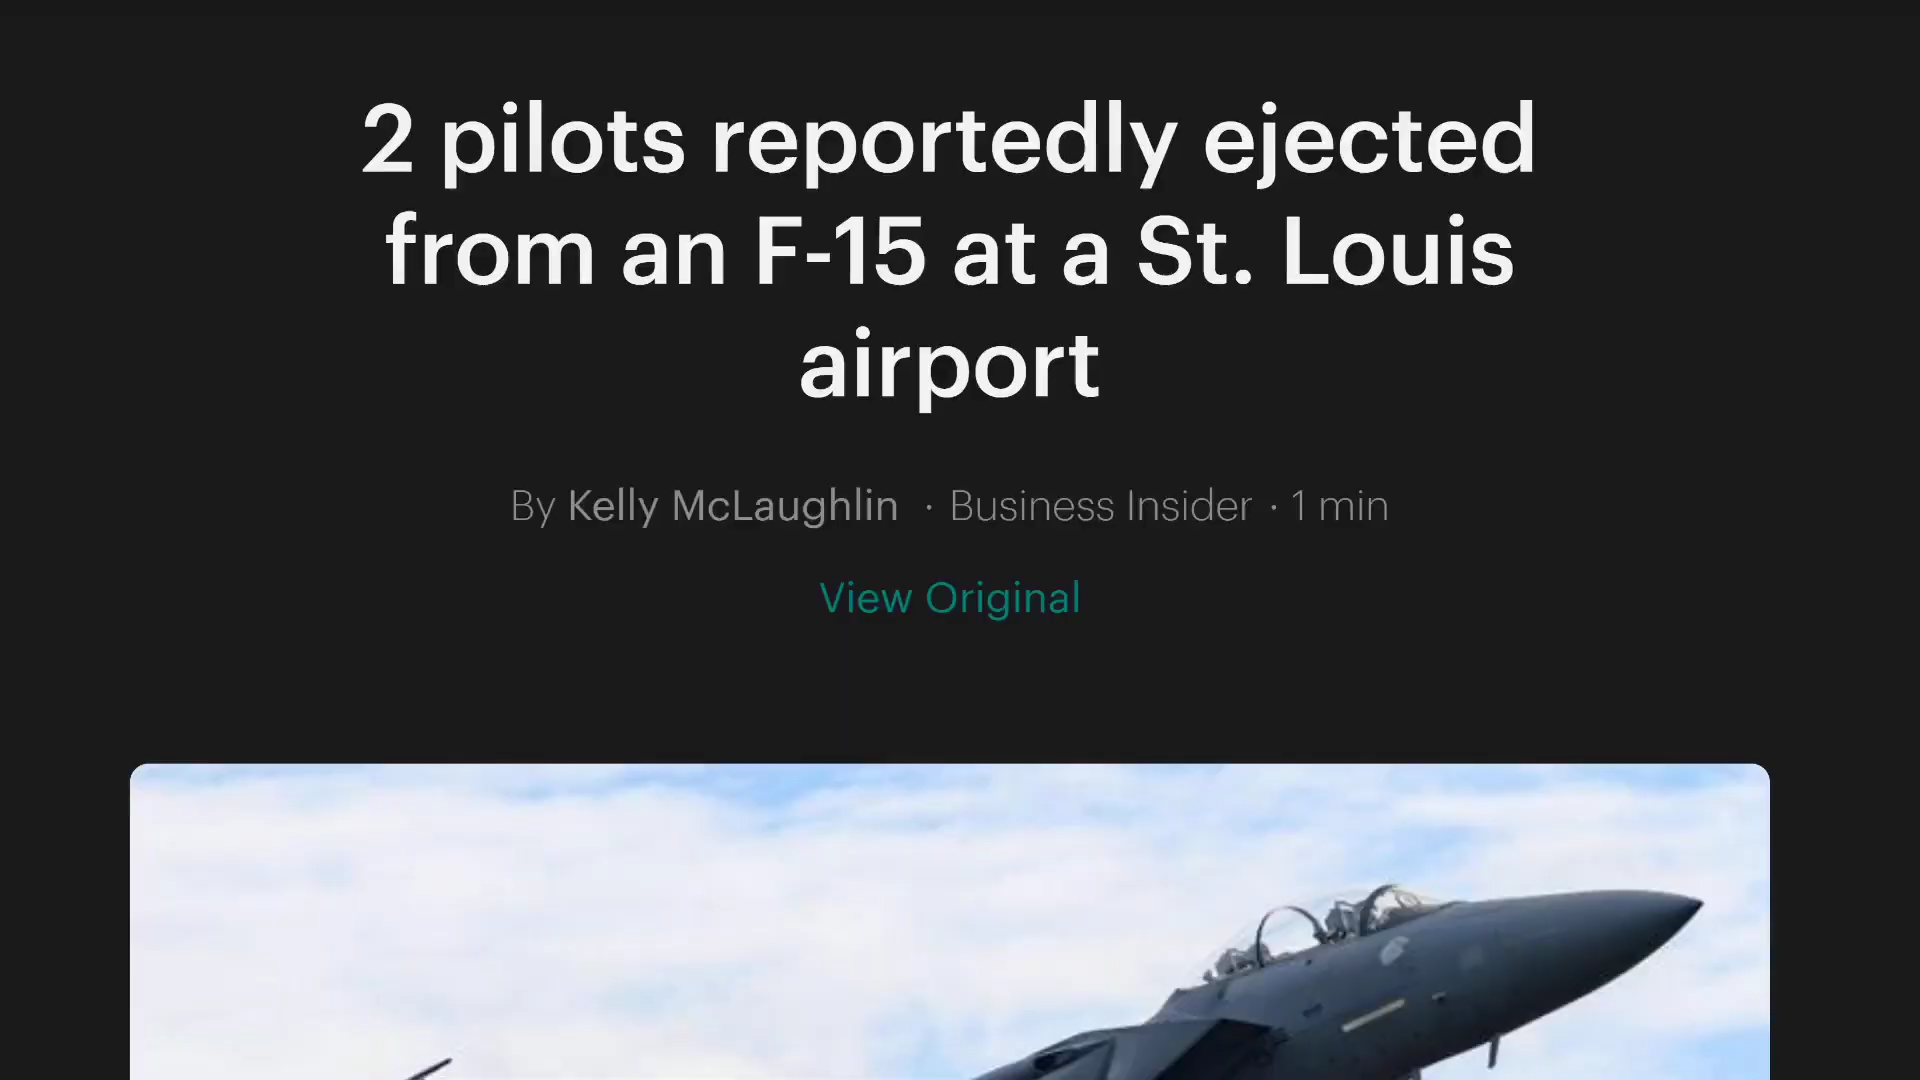 2 pilots reportedly ejected
from an F-15 at a St. Louis
airport
By Kelly McLaughlin · Business Insider · 1 min
View Original